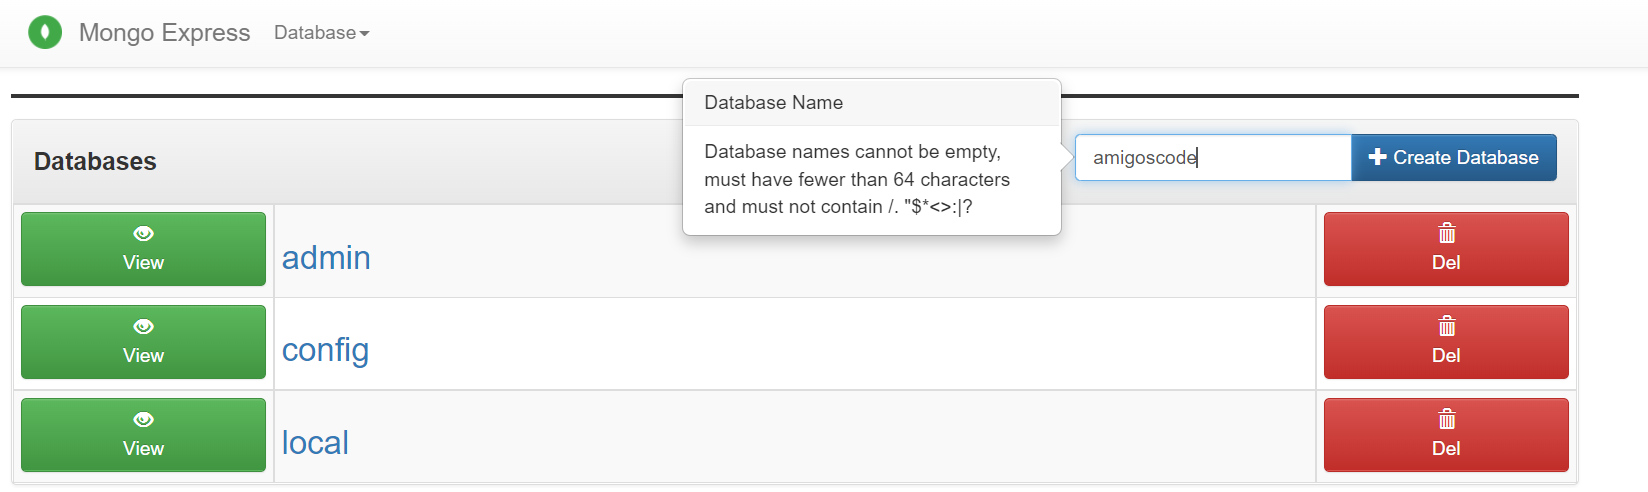 Mongo Express Database
Database Name
Database names cannot be empty,
must have fewer than 64 characters
and must not contain /. "$*<>:|?
Databases
amigoscode
Create Database
View
admin
Del
View
config
Del
View
local
Del